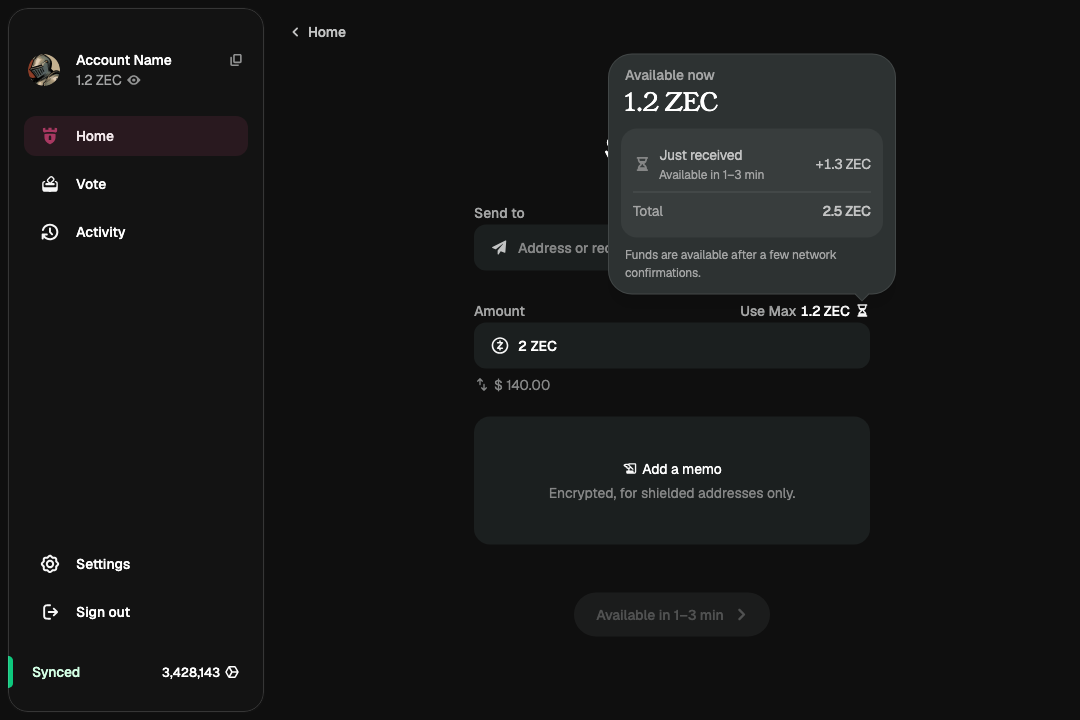 Account Name
1.2 ZEC
Home
Vote
Activity
Settings
Sign out
Synced
3,428,143
Home
Available now
1.2 ZEC
Just received
Available in 1–3 min
+1.3 ZEC
Total
2.5 ZEC
Funds are available after a few network
confirmations.
Send to
Address or
Amount
Use Max 1.2 ZEC
2 ZEC
$ 140.00
Add a memo
Encrypted, for shielded addresses only.
Available in 1–3 min